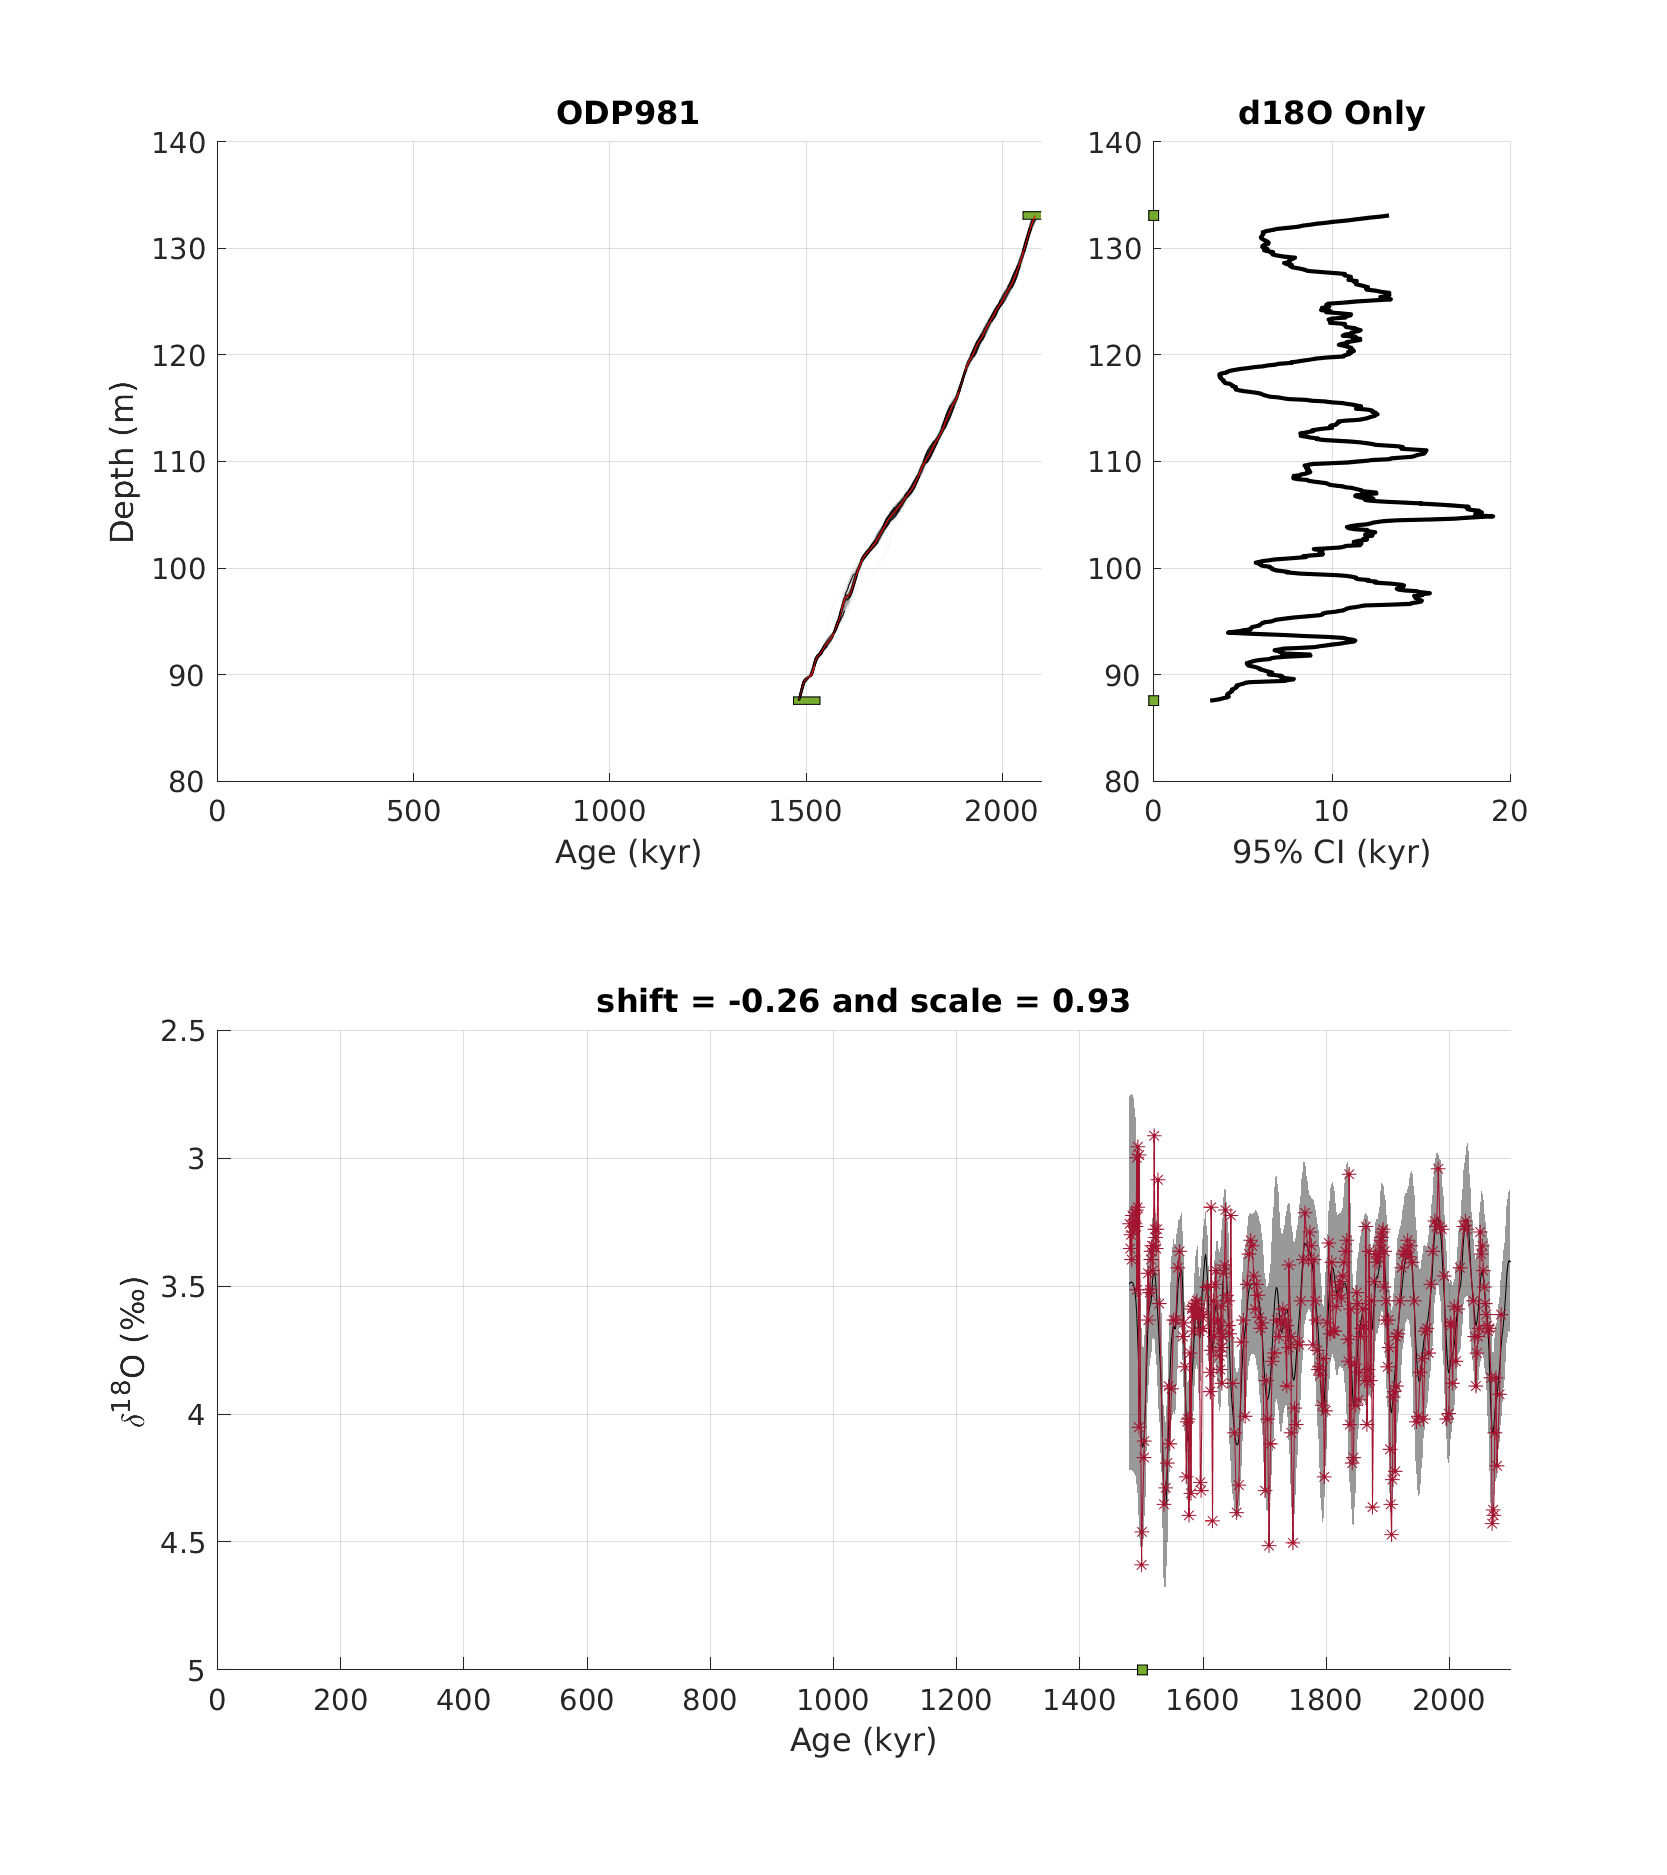 ODP981
140
130
120
110
100
90
80
Depth (m)
0 500 1000 1500 2000
Age (kyr)
d18O Only
140
130
120
110
100
90
80
0 10 20
95% CI (kyr)
shift = -0.26 and scale = 0.93
2.5
3
3.5
4
4.5
5
δ¹⁸O (‰)
0 200 400 600 800 1000 1200 1400 1600 1800 2000
Age (kyr)